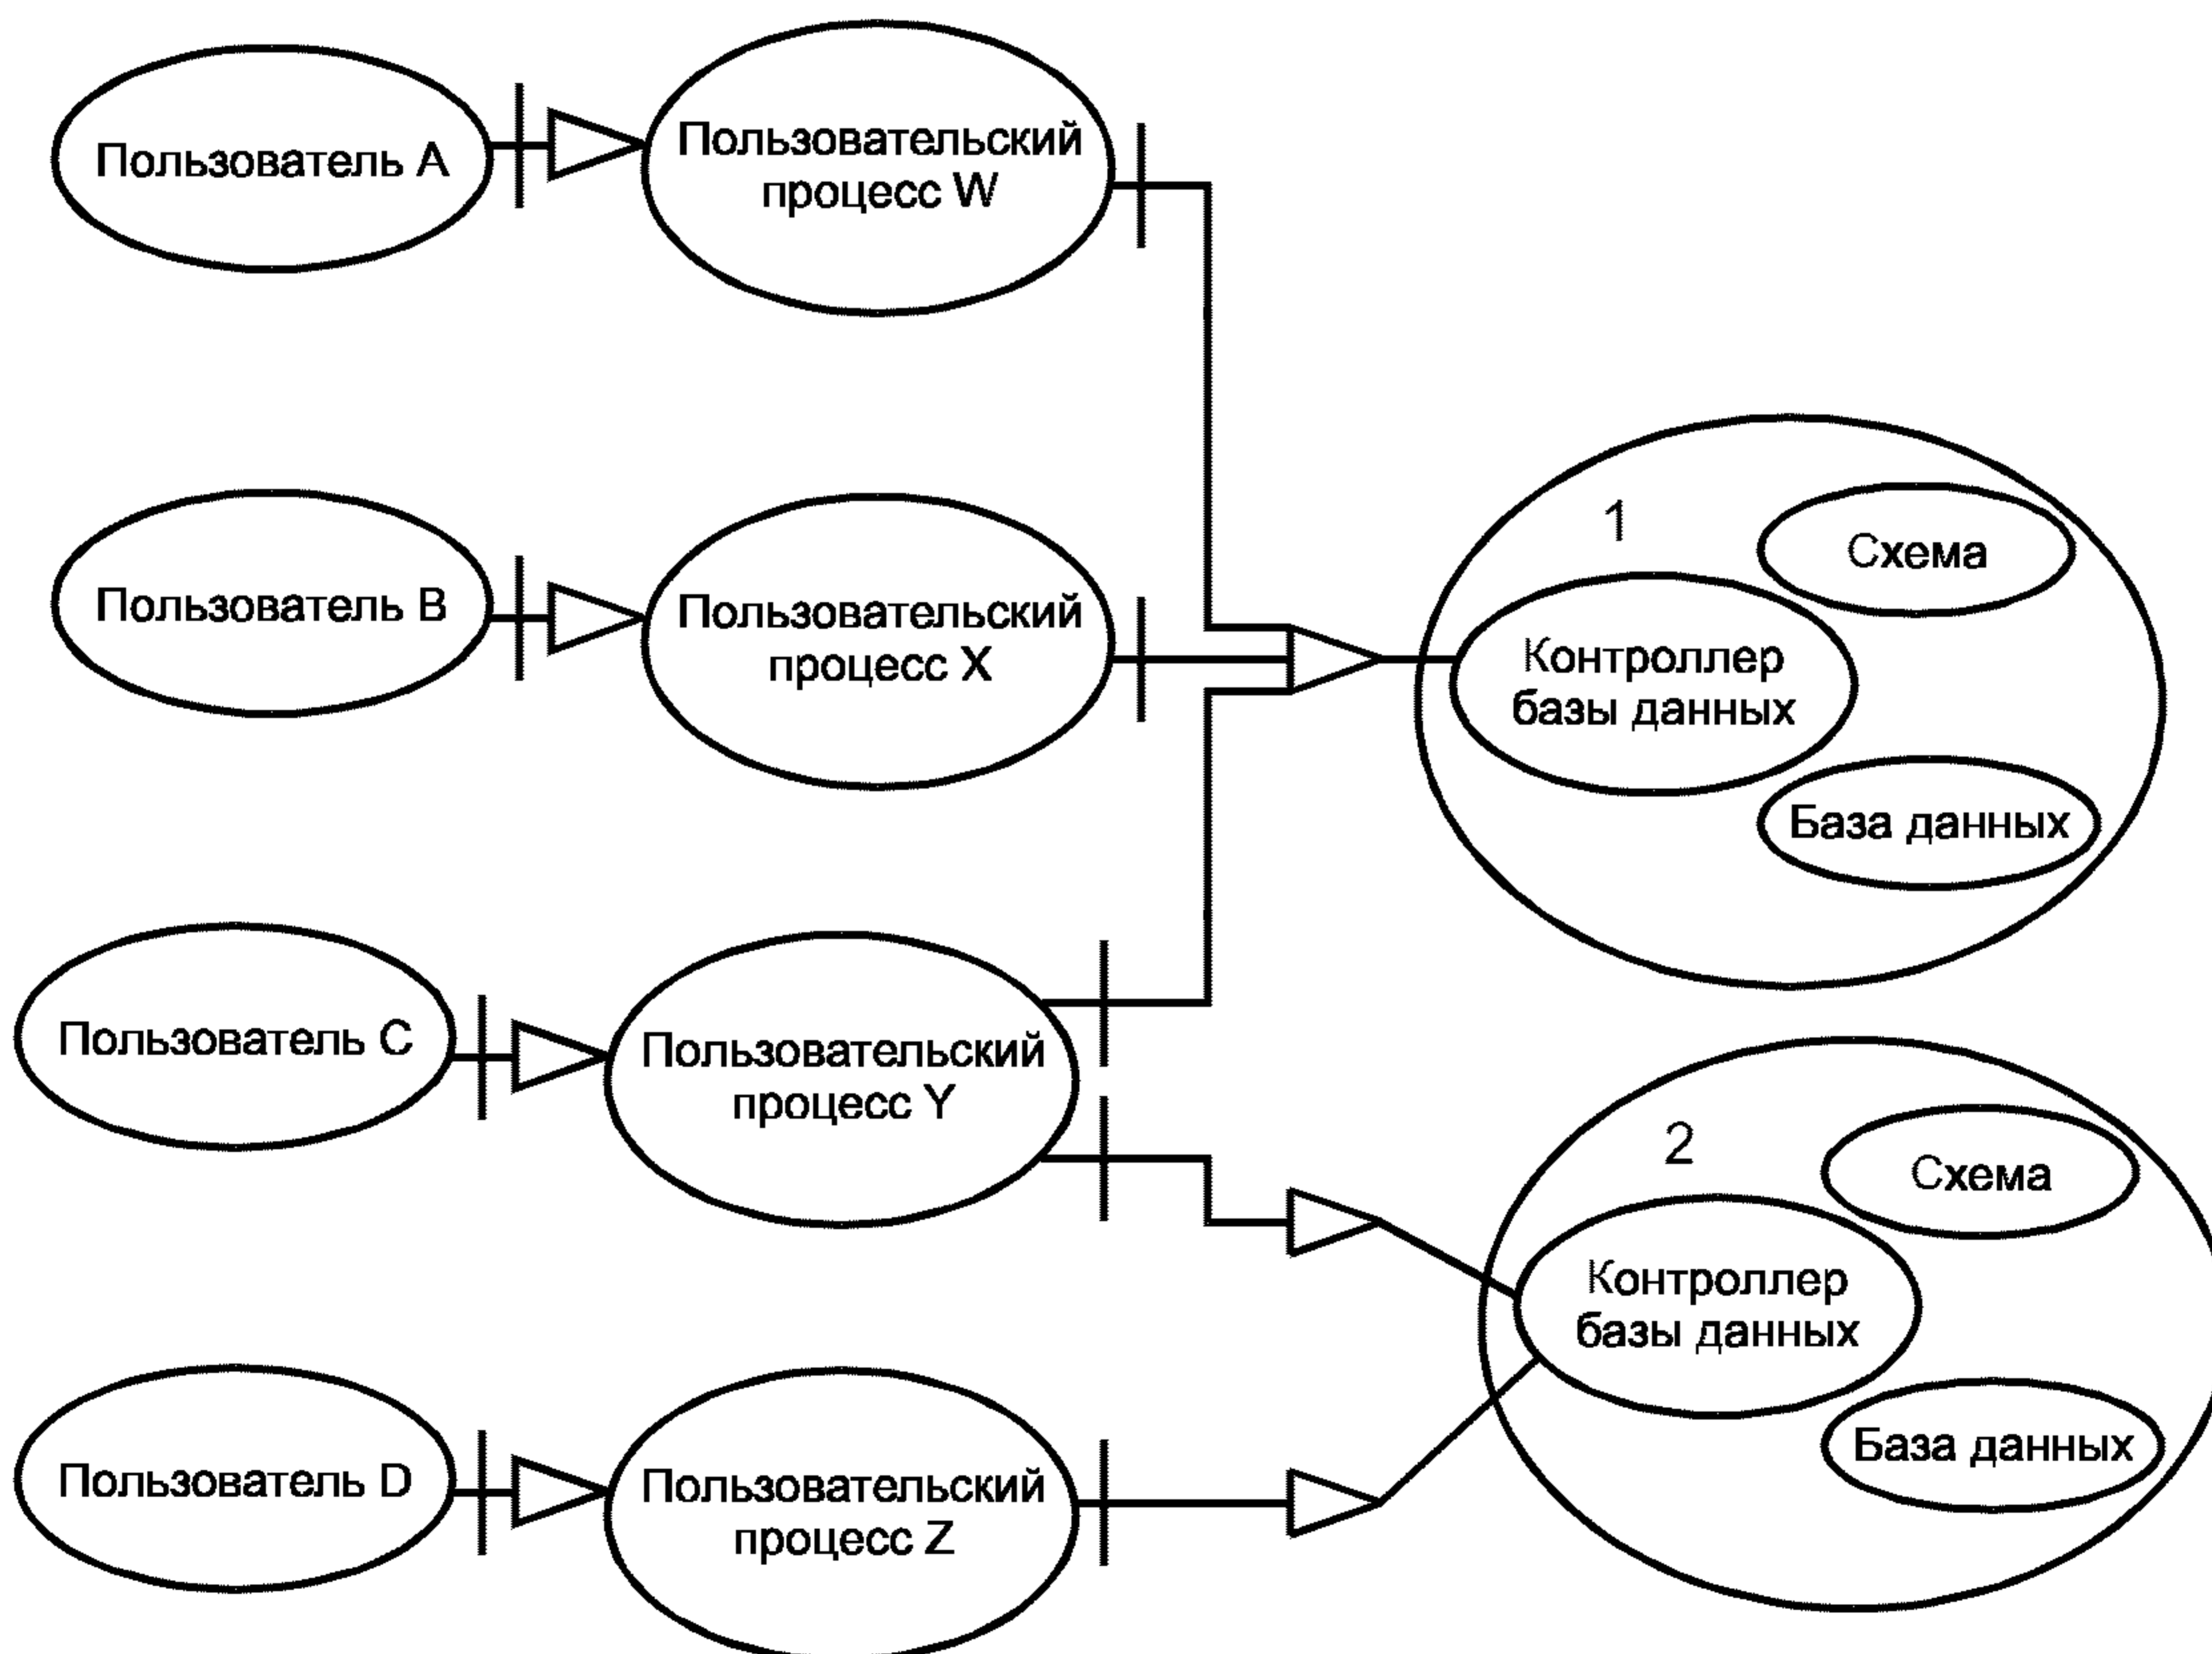 Пользователь A
Пользовательский
процесс W
Пользователь B
Пользовательский
процесс X
1
Схема
Контроллер
базы данных
База данных
Пользователь C
Пользовательский
процесс Y
2
Схема
Контроллер
базы данных
База данных
Пользователь D
Пользовательский
процесс Z